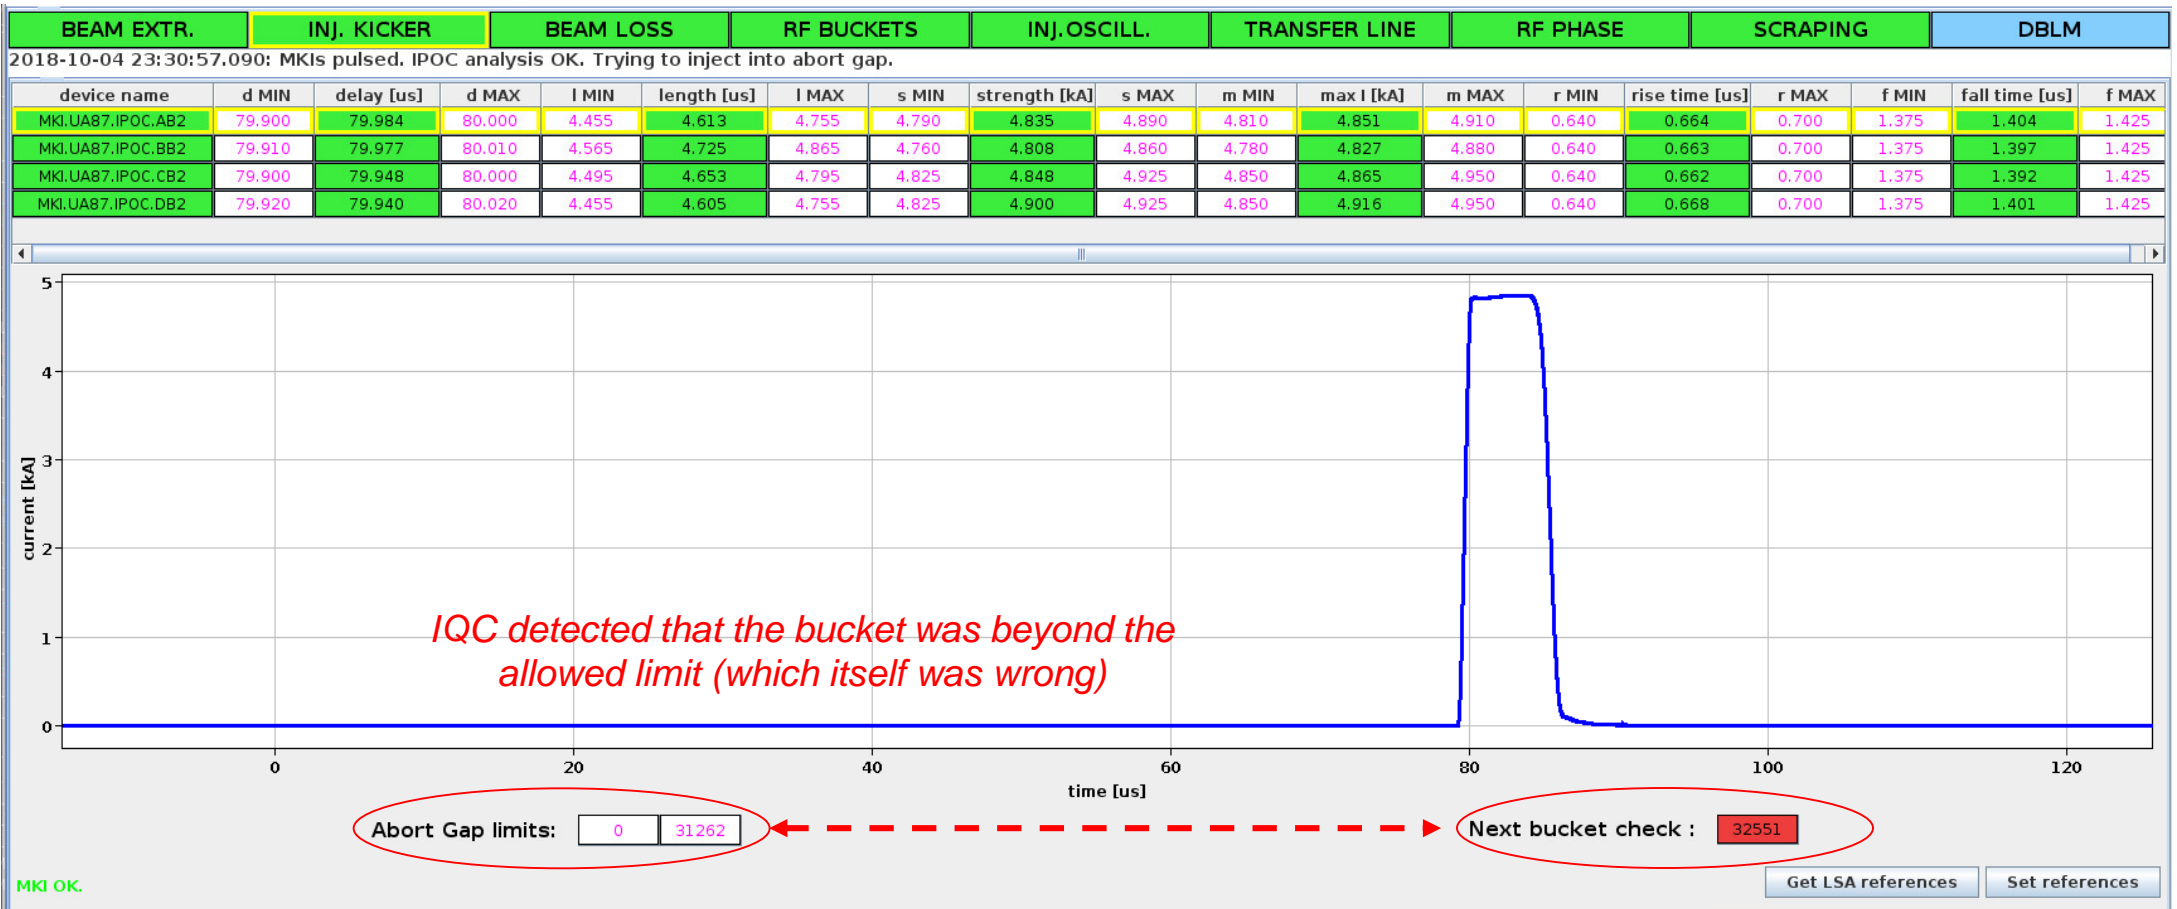 BEAM EXTR. INJ. KICKER BEAM LOSS RF BUCKETS INJ.OSCILL. TRANSFER LINE RF PHASE SCRAPING DBLM
2018-10-04 23:30:57.090: MKIs pulsed. IPOC analysis OK. Trying to inject into abort gap.
device name d MIN delay [us] d MAX l MIN length [us] l MAX s MIN strength [kA] s MAX m MIN max I [kA] m MAX r MIN rise time [us] r MAX f MIN fall time [us] f MAX
MKI.UA87.IPOC.AB2 79.900 79.984 80.000 4.455 4.613 4.755 4.790 4.835 4.890 4.810 4.851 4.910 0.640 0.664 0.700 1.375 1.404 1.425
MKI.UA87.IPOC.BB2 79.910 79.977 80.010 4.565 4.725 4.865 4.760 4.808 4.860 4.780 4.827 4.880 0.640 0.663 0.700 1.375 1.397 1.425
MKI.UA87.IPOC.CB2 79.900 79.948 80.000 4.495 4.653 4.795 4.825 4.848 4.925 4.850 4.865 4.950 0.640 0.662 0.700 1.375 1.392 1.425
MKI.UA87.IPOC.DB2 79.920 79.940 80.020 4.455 4.605 4.755 4.825 4.900 4.925 4.850 4.916 4.950 0.640 0.668 0.700 1.375 1.401 1.425
5
4
3
2
1
0
current [kA]
IQC detected that the bucket was beyond the
allowed limit (which itself was wrong)
0 20 40 60 80 100 120
time [us]
Abort Gap limits: 0 31262 Next bucket check : 32551
MKI OK. Get LSA references Set references